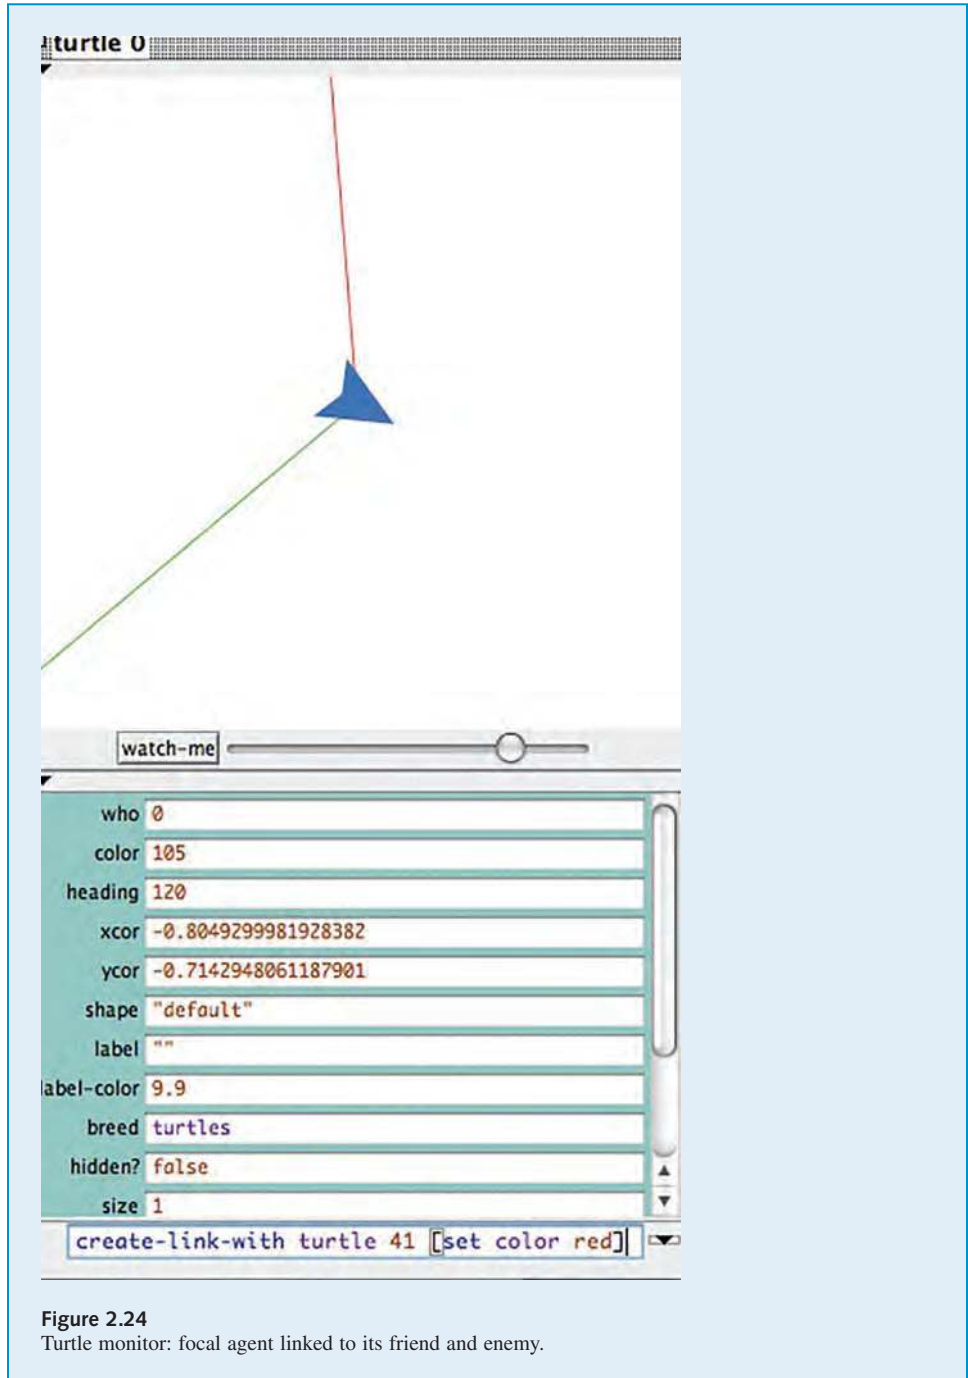 turtle 0
watch-me
who 0
color 105
heading 120
xcor -0.8049299981928382
ycor -0.7142948061187901
shape "default"
label ""
label-color 9.9
breed turtles
hidden? false
size 1
create-link-with turtle 41 [set color red]
Figure 2.24
Turtle monitor: focal agent linked to its friend and enemy.